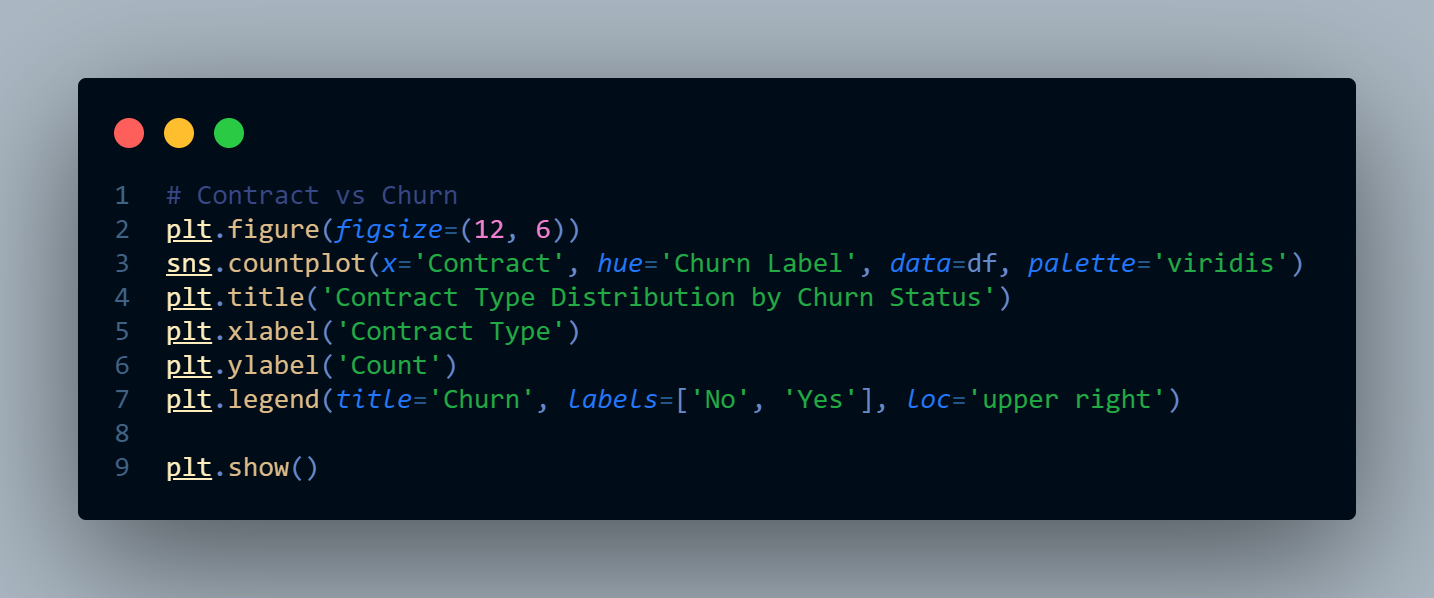 1 # Contract vs Churn
2 plt.figure(figsize=(12, 6))
3 sns.countplot(x='Contract', hue='Churn Label', data=df, palette='viridis')
4 plt.title('Contract Type Distribution by Churn Status')
5 plt.xlabel('Contract Type')
6 plt.ylabel('Count')
7 plt.legend(title='Churn', labels=['No', 'Yes'], loc='upper right')
8
9 plt.show()